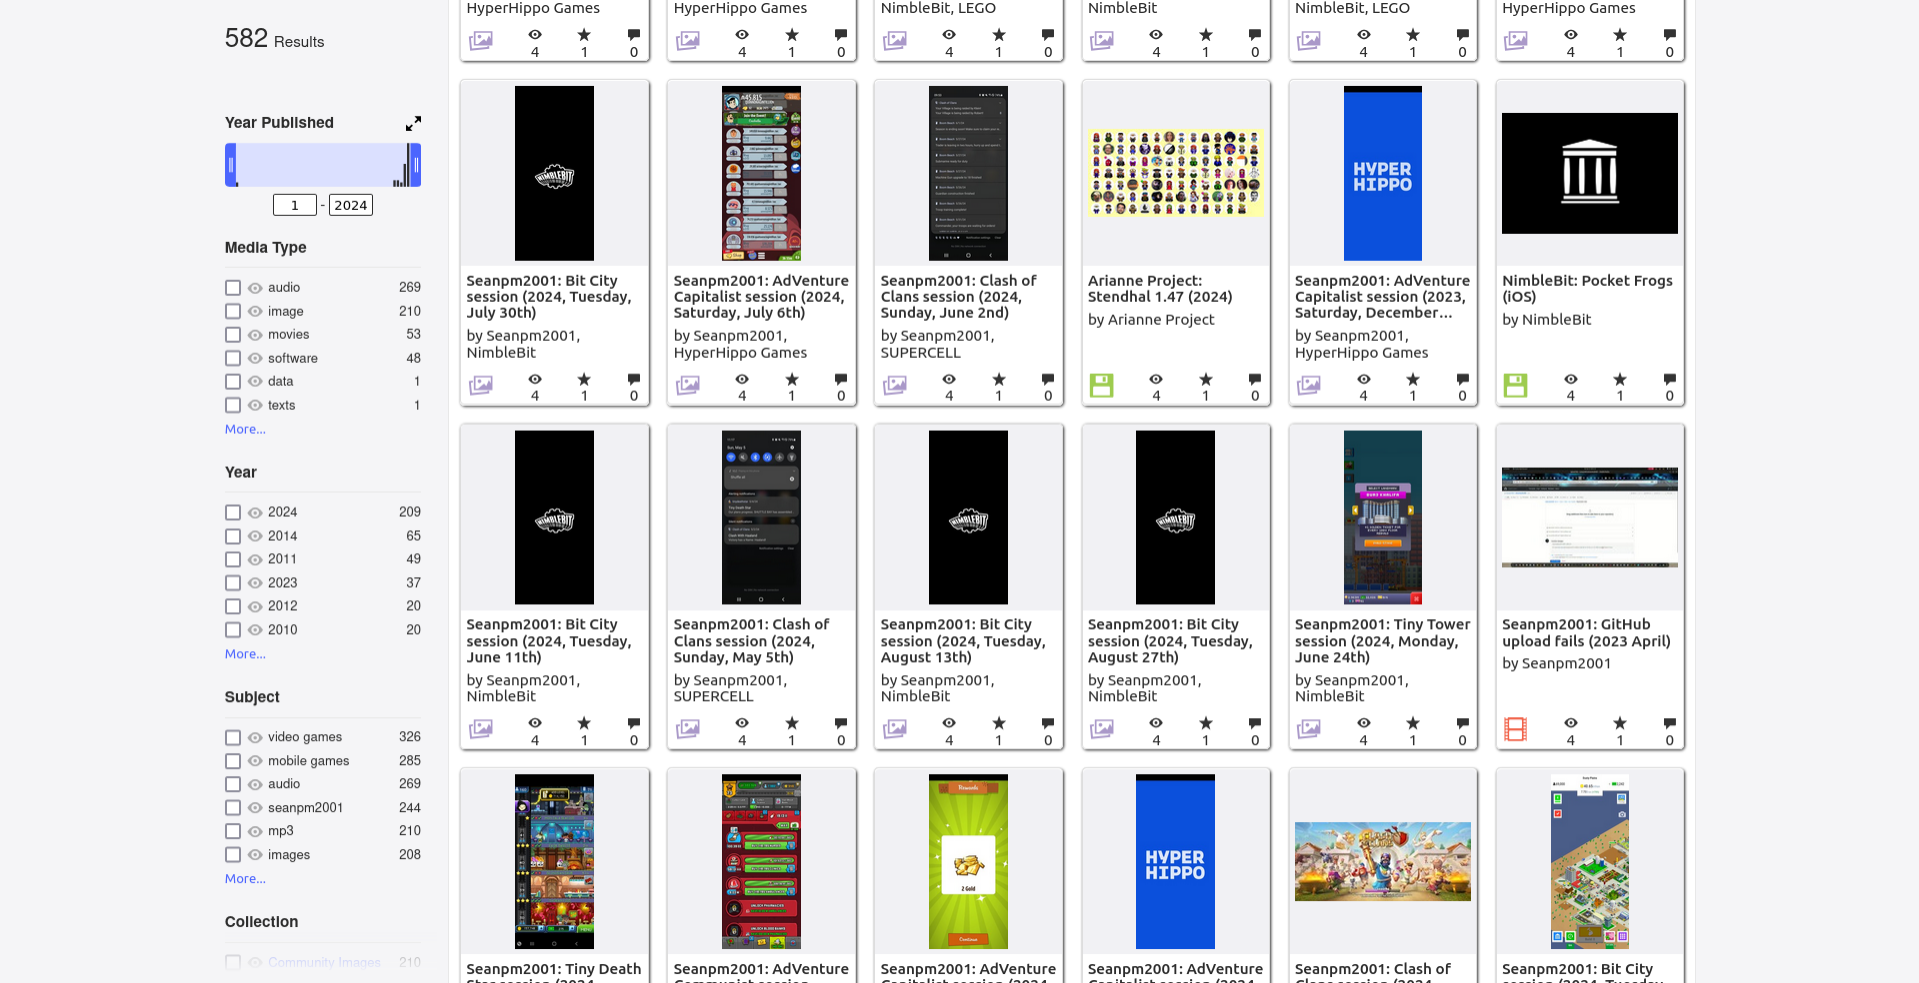 582 Results
Year Published
1 - 2024
Media Type
audio 269
image 210
movies 53
software 48
data 1
texts 1
More...
Year
2024 209
2014 65
2011 49
2023 37
2012 20
2010 20
More...
Subject
video games 326
mobile games 285
audio 269
seanpm2001 244
mp3 210
images 208
More...
Collection
Community Images 210
HyperHippo Games
4 1 0
HyperHippo Games
4 1 0
NimbleBit, LEGO
4 1 0
NimbleBit
4 1 0
NimbleBit, LEGO
4 1 0
HyperHippo Games
4 1 0
NIMBLEBIT
Seanpm2001: Bit City
session (2024, Tuesday,
July 30th)
by Seanpm2001,
NimbleBit
4 1 0
Seanpm2001: AdVenture
Capitalist session (2024,
Saturday, July 6th)
by Seanpm2001,
HyperHippo Games
4 1 0
Seanpm2001: Clash of
Clans session (2024,
Sunday, June 2nd)
by Seanpm2001,
SUPERCELL
4 1 0
Arianne Project:
Stendhal 1.47 (2024)
by Arianne Project
4 1 0
HYPER
HIPPO
Seanpm2001: AdVenture
Capitalist session (2023,
Saturday, December...
by Seanpm2001,
HyperHippo Games
4 1 0
NimbleBit: Pocket Frogs
(iOS)
by NimbleBit
4 1 0
NIMBLEBIT
Seanpm2001: Bit City
session (2024, Tuesday,
June 11th)
by Seanpm2001,
NimbleBit
4 1 0
Seanpm2001: Clash of
Clans session (2024,
Sunday, May 5th)
by Seanpm2001,
SUPERCELL
4 1 0
NIMBLEBIT
Seanpm2001: Bit City
session (2024, Tuesday,
August 13th)
by Seanpm2001,
NimbleBit
4 1 0
NIMBLEBIT
Seanpm2001: Bit City
session (2024, Tuesday,
August 27th)
by Seanpm2001,
NimbleBit
4 1 0
Seanpm2001: Tiny Tower
session (2024, Monday,
June 24th)
by Seanpm2001,
NimbleBit
4 1 0
Seanpm2001: GitHub
upload fails (2023 April)
by Seanpm2001
4 1 0
Seanpm2001: Tiny Death
Seanpm2001: AdVenture
Rewards
2 Gold
Continue
Seanpm2001: AdVenture
HYPER
HIPPO
Seanpm2001: AdVenture
Seanpm2001: Clash of
Seanpm2001: Bit City